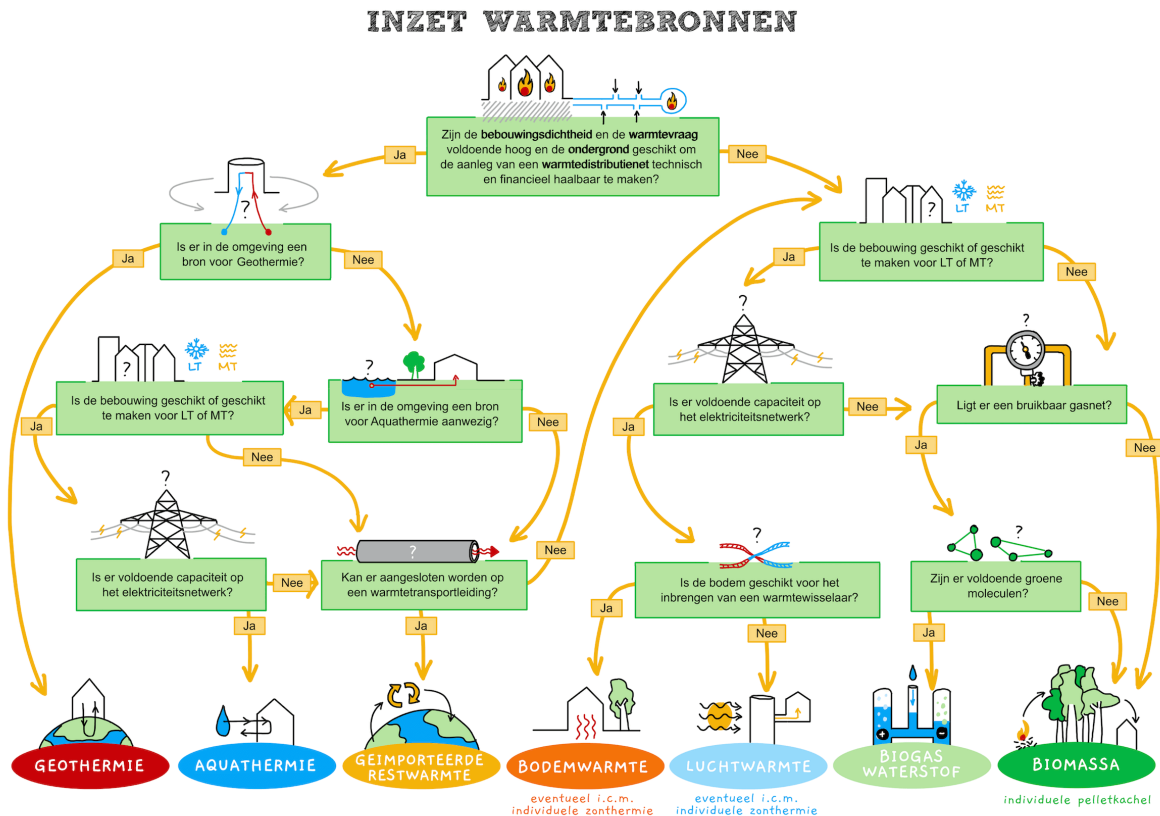 INZET WARMTEBRONNEN
Zijn de bebouwingsdichtheid en de warmtevraag
voldoende hoog en de ondergrond geschikt om
de aanleg van een warmtedistributienet technisch
en financieel haalbaar te maken?
Ja
Nee
?
Is er in de omgeving een
bron voor Geothermie?
Ja
Nee
?
LT
MT
Is de bebouwing geschikt of geschikt
te maken voor LT of MT?
Ja
Nee
?
LT
MT
Is de bebouwing geschikt of geschikt
te maken voor LT of MT?
Ja
Nee
?
Is er in de omgeving een bron
voor Aquathermie aanwezig?
Ja
Nee
?
Is er voldoende capaciteit op
het elektriciteitsnetwerk?
Ja
Nee
?
Ligt er een bruikbaar gasnet?
Ja
Nee
?
Is er voldoende capaciteit op
het elektriciteitsnetwerk?
Nee
Ja
?
Kan er aangesloten worden op
een warmtetransportleiding?
Nee
Ja
?
Is de bodem geschikt voor het
inbrengen van een warmtewisselaar?
Ja
Nee
?
Zijn er voldoende groene
moleculen?
Ja
Nee
GEOTHERMIE
AQUATHERMIE
GEÏMPORTEERDE
RESTWARMTE
BODEMWARMTE
eventueel i.c.m.
individuele zonthermie
LUCHTWARMTE
eventueel i.c.m.
individuele zonthermie
+
-
BIOGAS
WATERSTOF
BIOMASSA
individuele pelletkachel